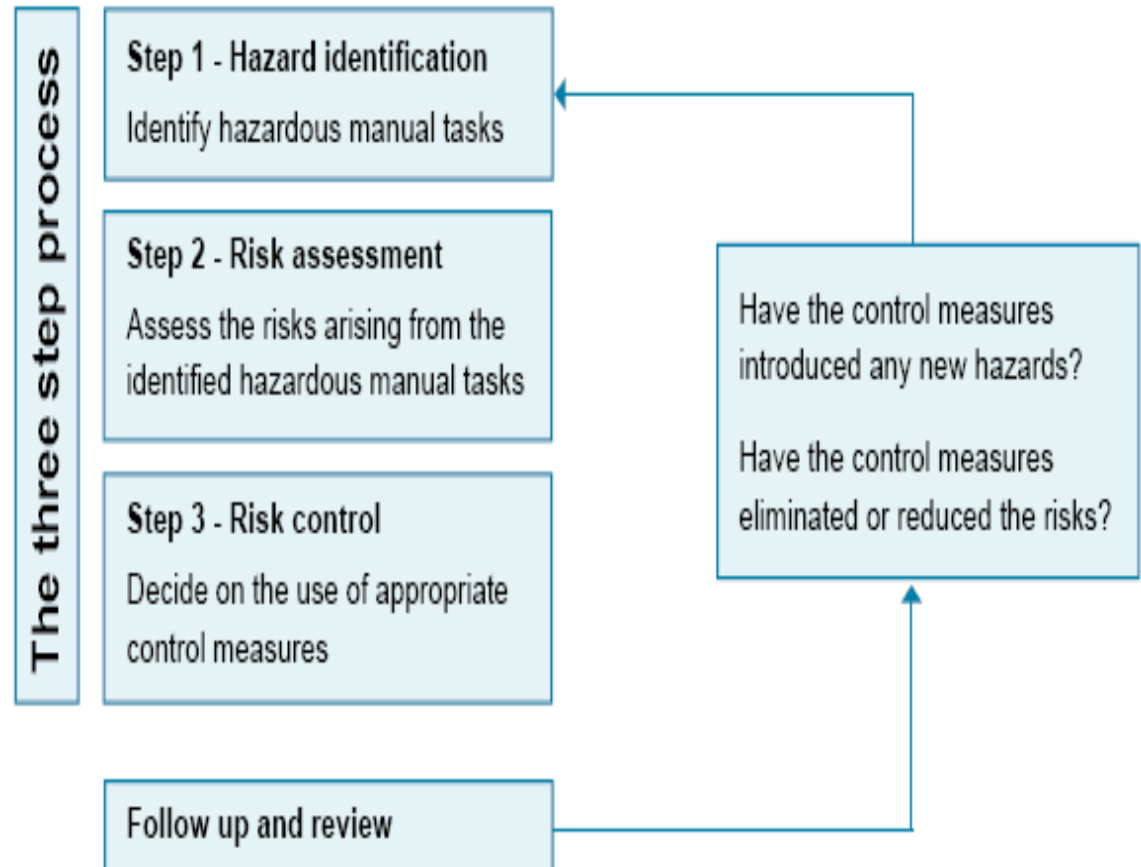 The three step process
Step 1 - Hazard identification
Identify hazardous manual tasks
Step 2 - Risk assessment
Assess the risks arising from the
identified hazardous manual tasks
Step 3 - Risk control
Decide on the use of appropriate
control measures
Follow up and review
Have the control measures
introduced any new hazards?
Have the control measures
eliminated or reduced the risks?